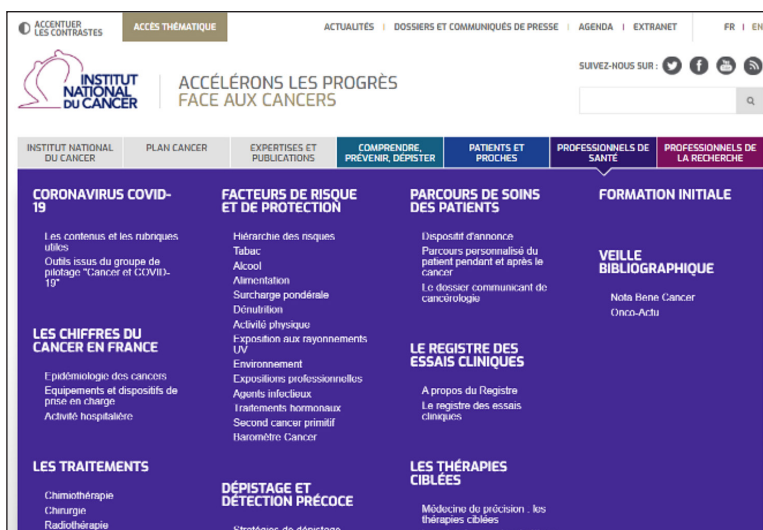 ACCENTUER
LES CONTRASTES
ACCÈS THÉMATIQUE
ACTUALITÉS | DOSSIERS ET COMMUNIQUÉS DE PRESSE | AGENDA | EXTRANET
FR | EN
INSTITUT
NATIONAL
DU CANCER
ACCÉLÉRONS LES PROGRÈS
FACE AUX CANCERS
SUIVEZ-NOUS SUR :
INSTITUT NATIONAL
DU CANCER
PLAN CANCER
EXPERTISES ET
PUBLICATIONS
COMPRENDRE,
PRÉVENIR, DÉPISTER
PATIENTS ET
PROCHES
PROFESSIONNELS DE
SANTÉ
PROFESSIONNELS DE
LA RECHERCHE
CORONAVIRUS COVID-
19
Les contenus et les rubriques
utiles
Outils issus du groupe de
pilotage "Cancer et COVID-
19"
LES CHIFFRES DU
CANCER EN FRANCE
Epidémiologie des cancers
Equipements et dispositifs de
prise en charge
Activité hospitalière
LES TRAITEMENTS
Chimiothérapie
Chirurgie
Radiothérapie
FACTEURS DE RISQUE
ET DE PROTECTION
Hiérarchie des risques
Tabac
Alcool
Alimentation
Surcharge pondérale
Dénutrition
Activité physique
Exposition aux rayonnements
UV
Environnement
Expositions professionnelles
Agents infectieux
Traitements hormonaux
Second cancer primitif
Baromètre Cancer
DÉPISTAGE ET
DÉTECTION PRÉCOCE
Stratégies de dépistage
PARCOURS DE SOINS
DES PATIENTS
Dispositif d'annonce
Parcours personnalisé du
patient pendant et après le
cancer
Le dossier communicant de
cancérologie
LE REGISTRE DES
ESSAIS CLINIQUES
A propos du Registre
Le registre des essais
cliniques
LES THÉRAPIES
CIBLÉES
Médecine de précision : les
thérapies ciblées
FORMATION INITIALE
VEILLE
BIBLIOGRAPHIQUE
Nota Bene Cancer
Onco-Actu